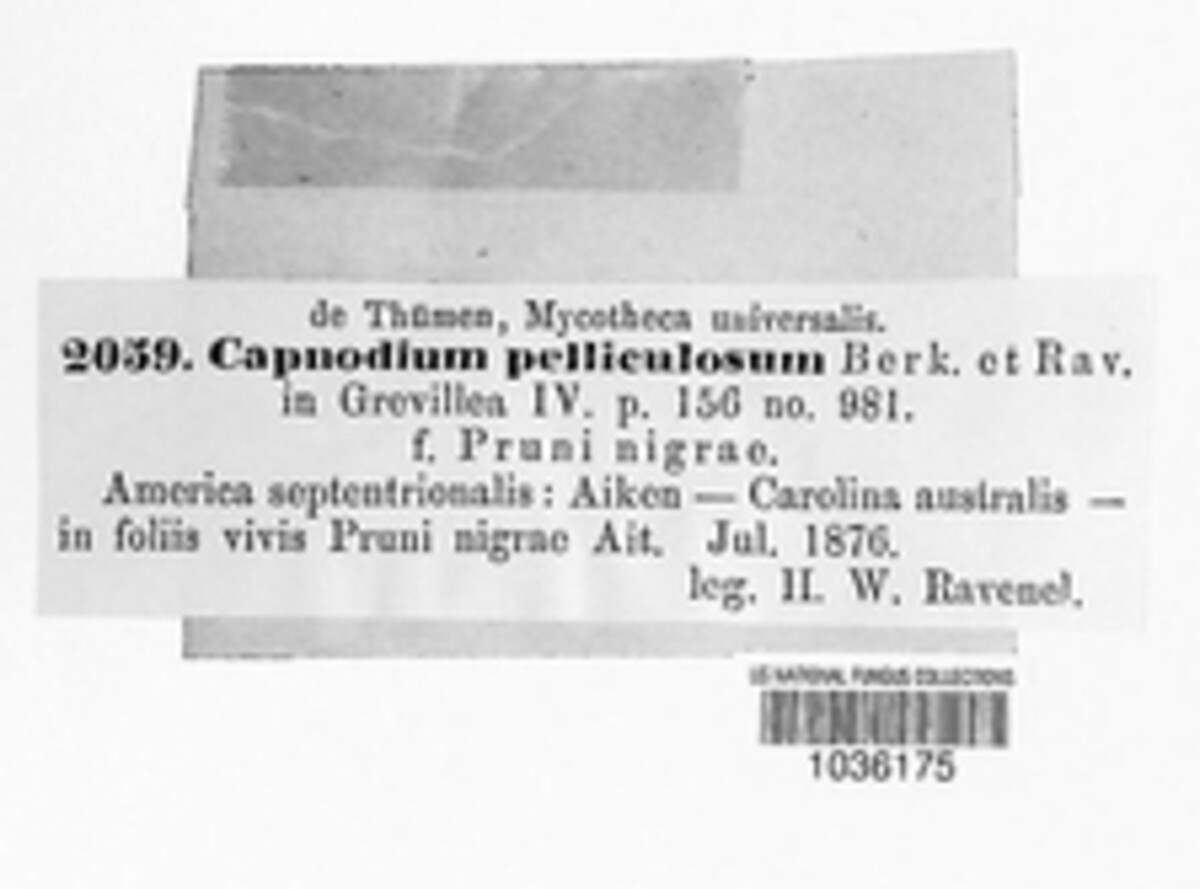 de Thümen, Mycotheca universalis.
2059. Capnodium pelliculosum Berk. et Rav.
in Grevillea IV. p. 156 no. 981.
f. Pruni nigrae.
America septentrionalis: Aiken — Carolina australis —
in foliis vivis Pruni nigrae Ait. Jul. 1876.
leg. H. W. Ravenel.
US NATIONAL FUNGUS COLLECTIONS
1036175